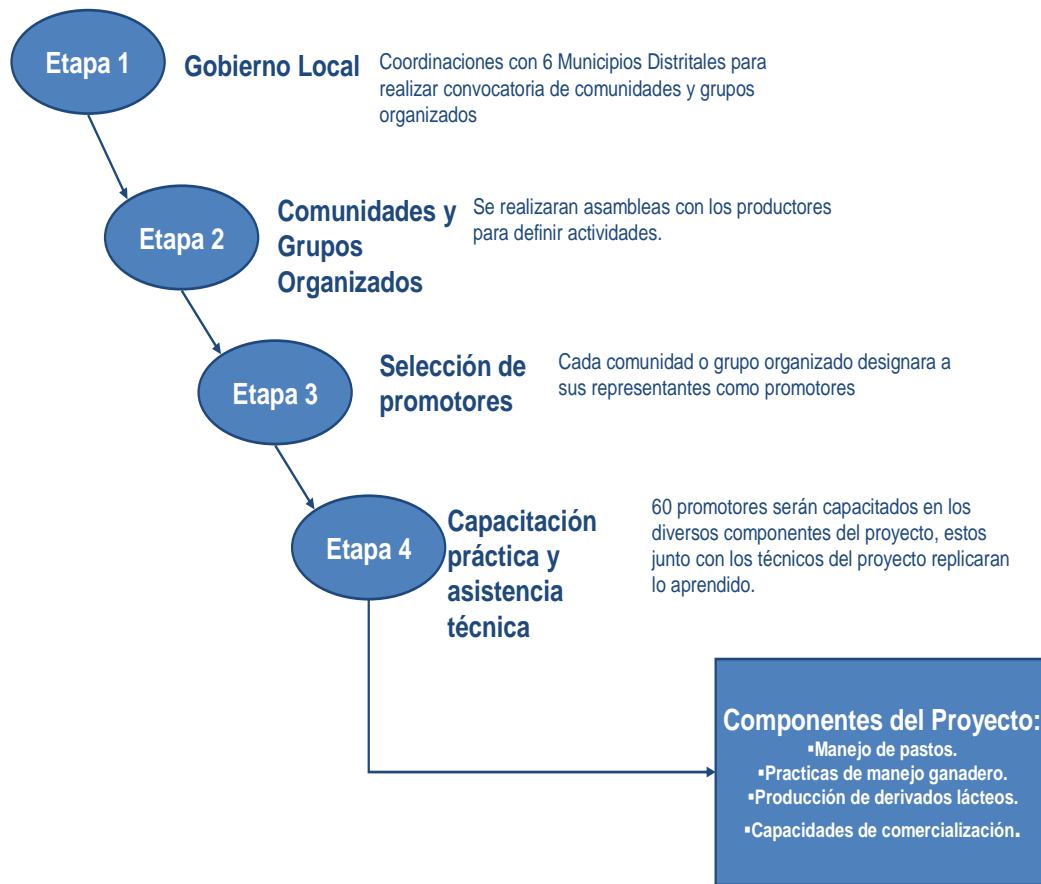 Etapa 1
Gobierno Local
Coordinaciones con 6 Municipios Distritales para
realizar convocatoria de comunidades y grupos
organizados
Etapa 2
Comunidades y
Grupos
Organizados
Se realizaran asambleas con los productores
para definir actividades.
Etapa 3
Selección de
promotores
Cada comunidad o grupo organizado designara a
sus representantes como promotores
Etapa 4
Capacitación
práctica y
asistencia
técnica
60 promotores serán capacitados en los
diversos componentes del proyecto, estos
junto con los técnicos del proyecto replicaran
lo aprendido.
Componentes del Proyecto:
▪Manejo de pastos.
▪Practicas de manejo ganadero.
▪Producción de derivados lácteos.
▪Capacidades de comercialización.